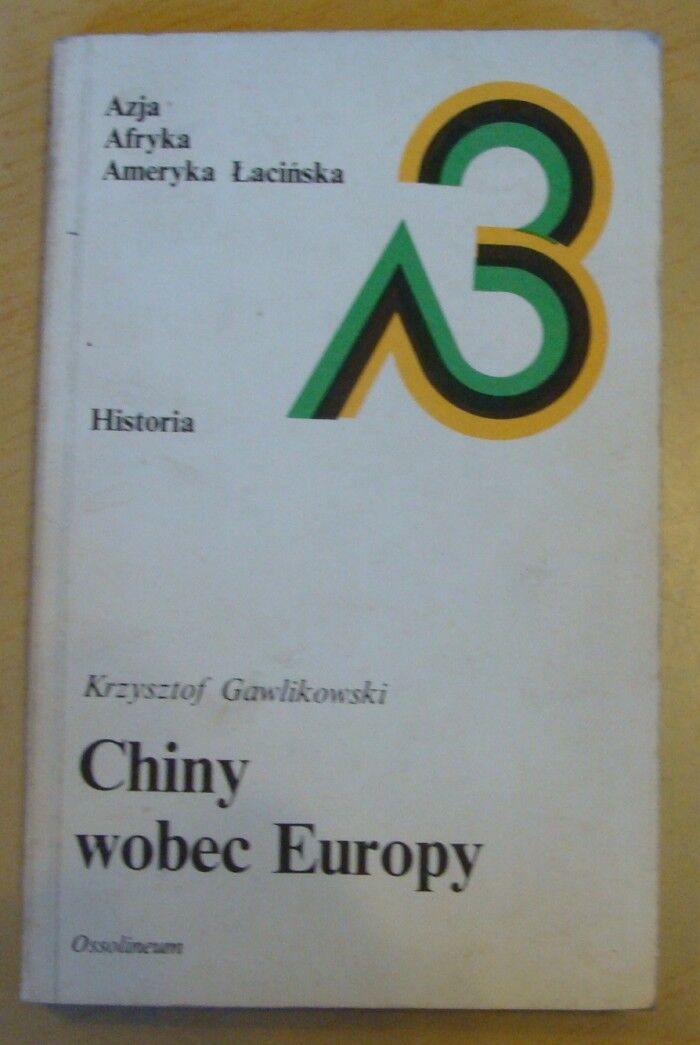 Azja
Afryka
Ameryka Łacińska
Historia
Krzysztof Gawlikowski
Chiny
wobec Europy
Ossolineum